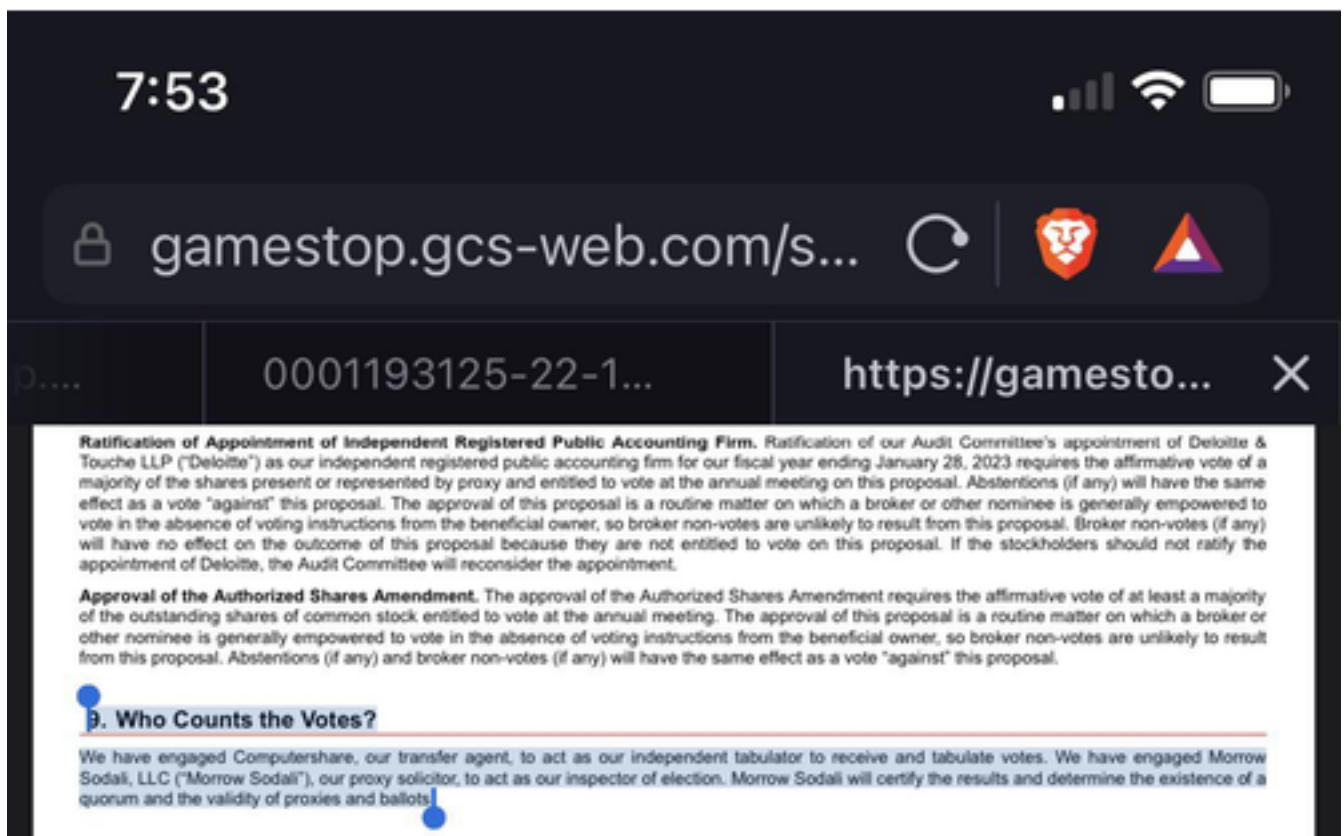 7:53
gamestop.gcs-web.com/s...
p....
0001193125-22-1...
https://gamesto...
Ratification of Appointment of Independent Registered Public Accounting Firm. Ratification of our Audit Committee's appointment of Deloitte &
Touche LLP ("Deloitte") as our independent registered public accounting firm for our fiscal year ending January 28, 2023 requires the affirmative vote of a
majority of the shares present or represented by proxy and entitled to vote at the annual meeting on this proposal. Abstentions (if any) will have the same
effect as a vote "against" this proposal. The approval of this proposal is a routine matter on which a broker or other nominee is generally empowered to
vote in the absence of voting instructions from the beneficial owner, so broker non-votes are unlikely to result from this proposal. Broker non-votes (if any)
will have no effect on the outcome of this proposal because they are not entitled to vote on this proposal. If the stockholders should not ratify the
appointment of Deloitte, the Audit Committee will reconsider the appointment.
Approval of the Authorized Shares Amendment. The approval of the Authorized Shares Amendment requires the affirmative vote of at least a majority
of the outstanding shares of common stock entitled to vote at the annual meeting. The approval of this proposal is a routine matter on which a broker or
other nominee is generally empowered to vote in the absence of voting instructions from the beneficial owner, so broker non-votes are unlikely to result
from this proposal. Abstentions (if any) and broker non-votes (if any) will have the same effect as a vote "against" this proposal.
9. Who Counts the Votes?
We have engaged Computershare, our transfer agent, to act as our independent tabulator to receive and tabulate votes. We have engaged Morrow
Sodali, LLC ("Morrow Sodali"), our proxy solicitor, to act as our inspector of election. Morrow Sodali will certify the results and determine the existence of a
quorum and the validity of proxies and ballots.